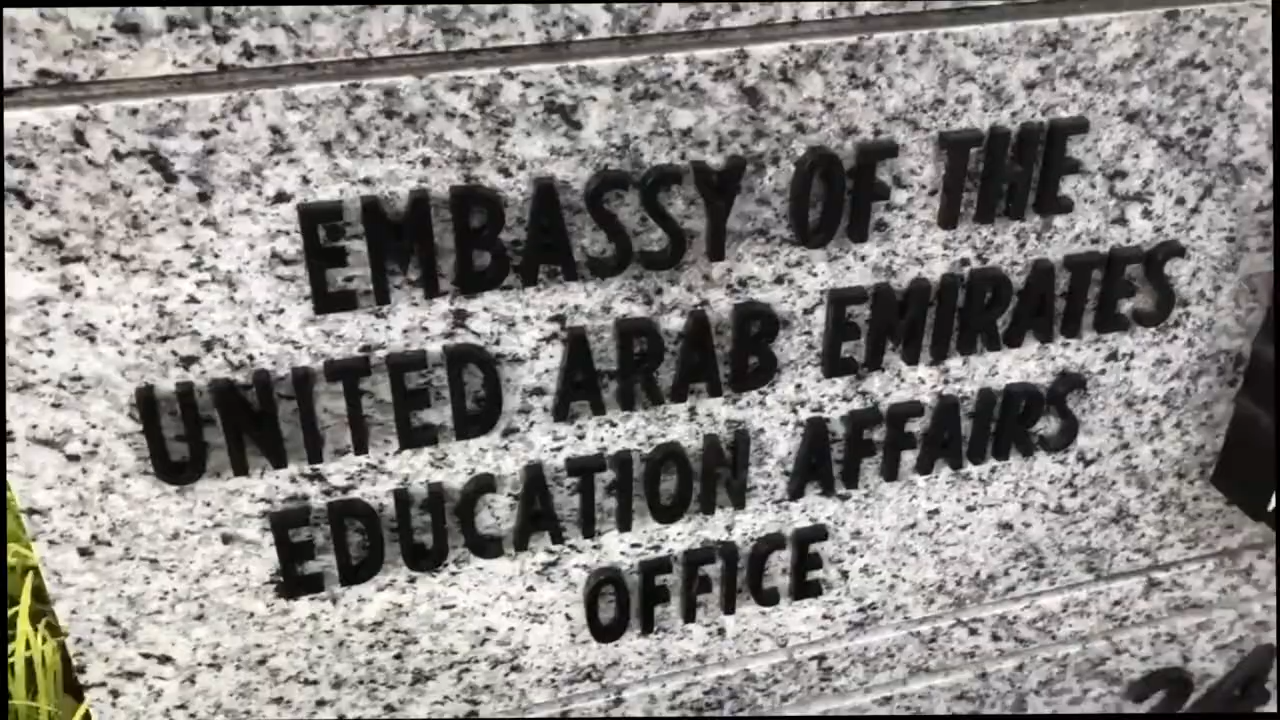 EMBASSY OF THE
UNITED ARAB EMIRATES
EDUCATION AFFAIRS
OFFICE